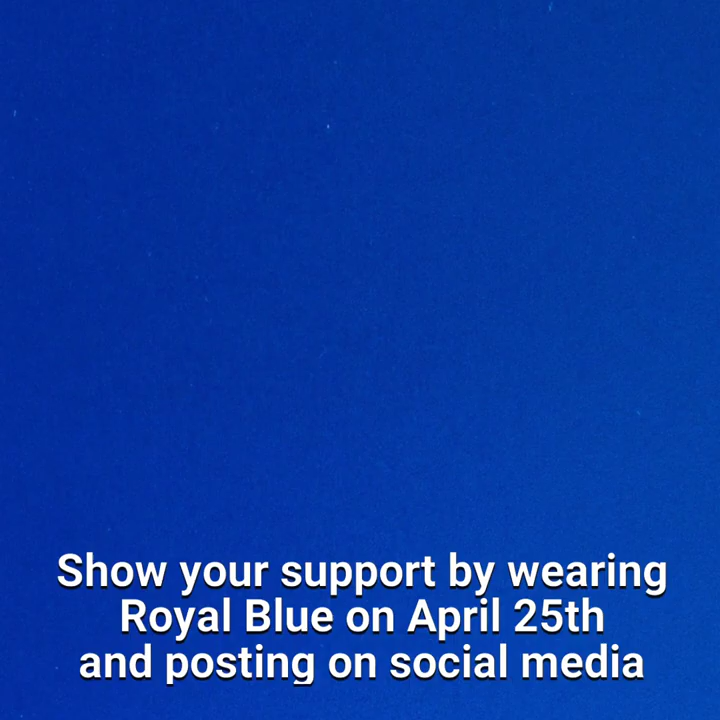 Show your support by wearing
Royal Blue on April 25th
and posting on social media